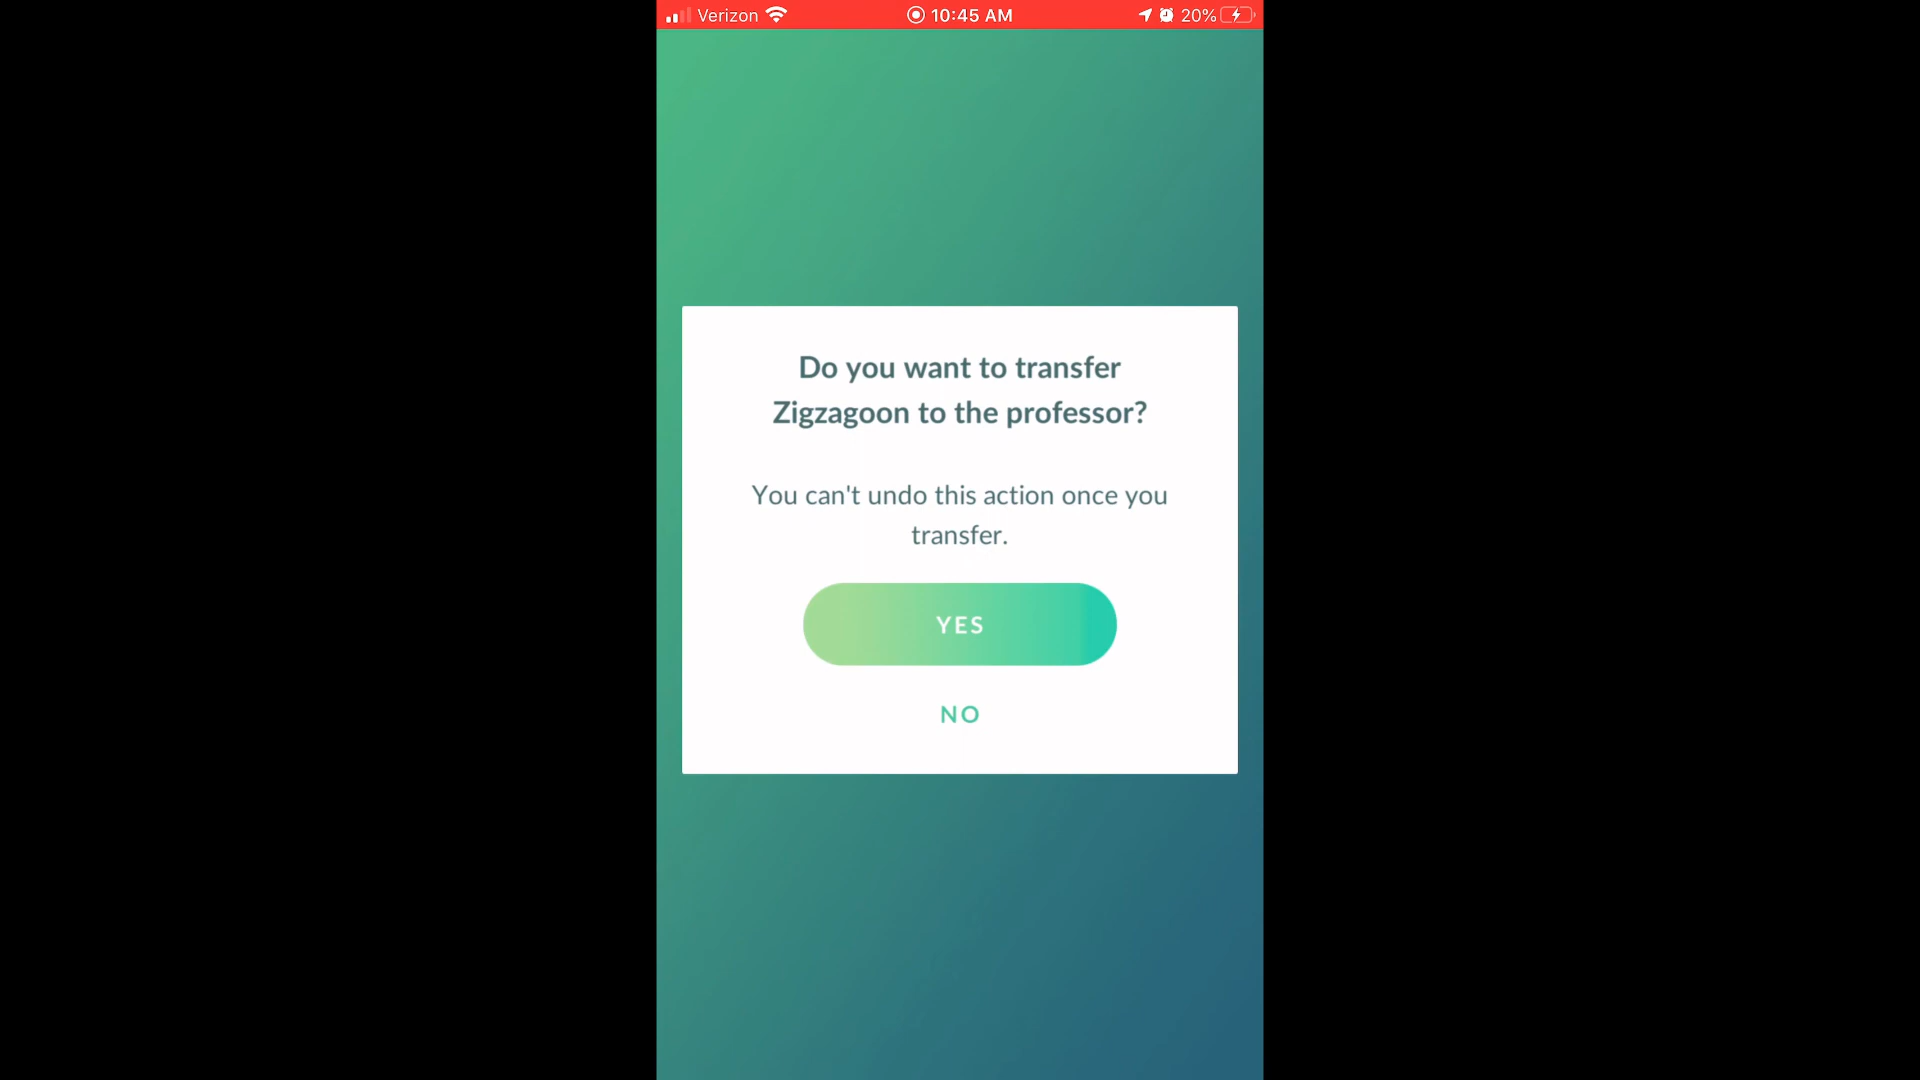 Verizon 10:45 AM 20%
Do you want to transfer
Zigzagoon to the professor?
You can't undo this action once you
transfer.
YES
NO